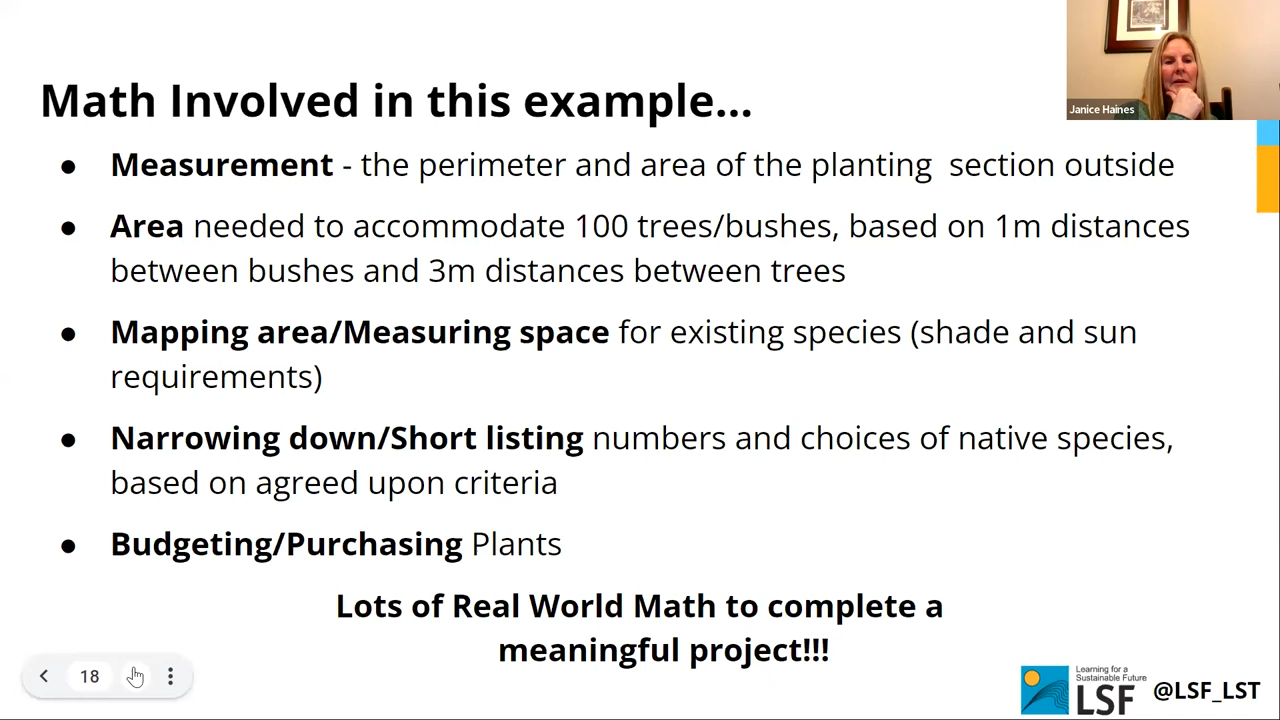 Math Involved in this example...
Janice Haines
● Measurement - the perimeter and area of the planting section outside
● Area needed to accommodate 100 trees/bushes, based on 1m distances
between bushes and 3m distances between trees
● Mapping area/Measuring space for existing species (shade and sun
requirements)
● Narrowing down/Short listing numbers and choices of native species,
based on agreed upon criteria
● Budgeting/Purchasing Plants
Lots of Real World Math to complete a
meaningful project!!!
18
Learning for a
Sustainable Future
LSF
@LSF_LST